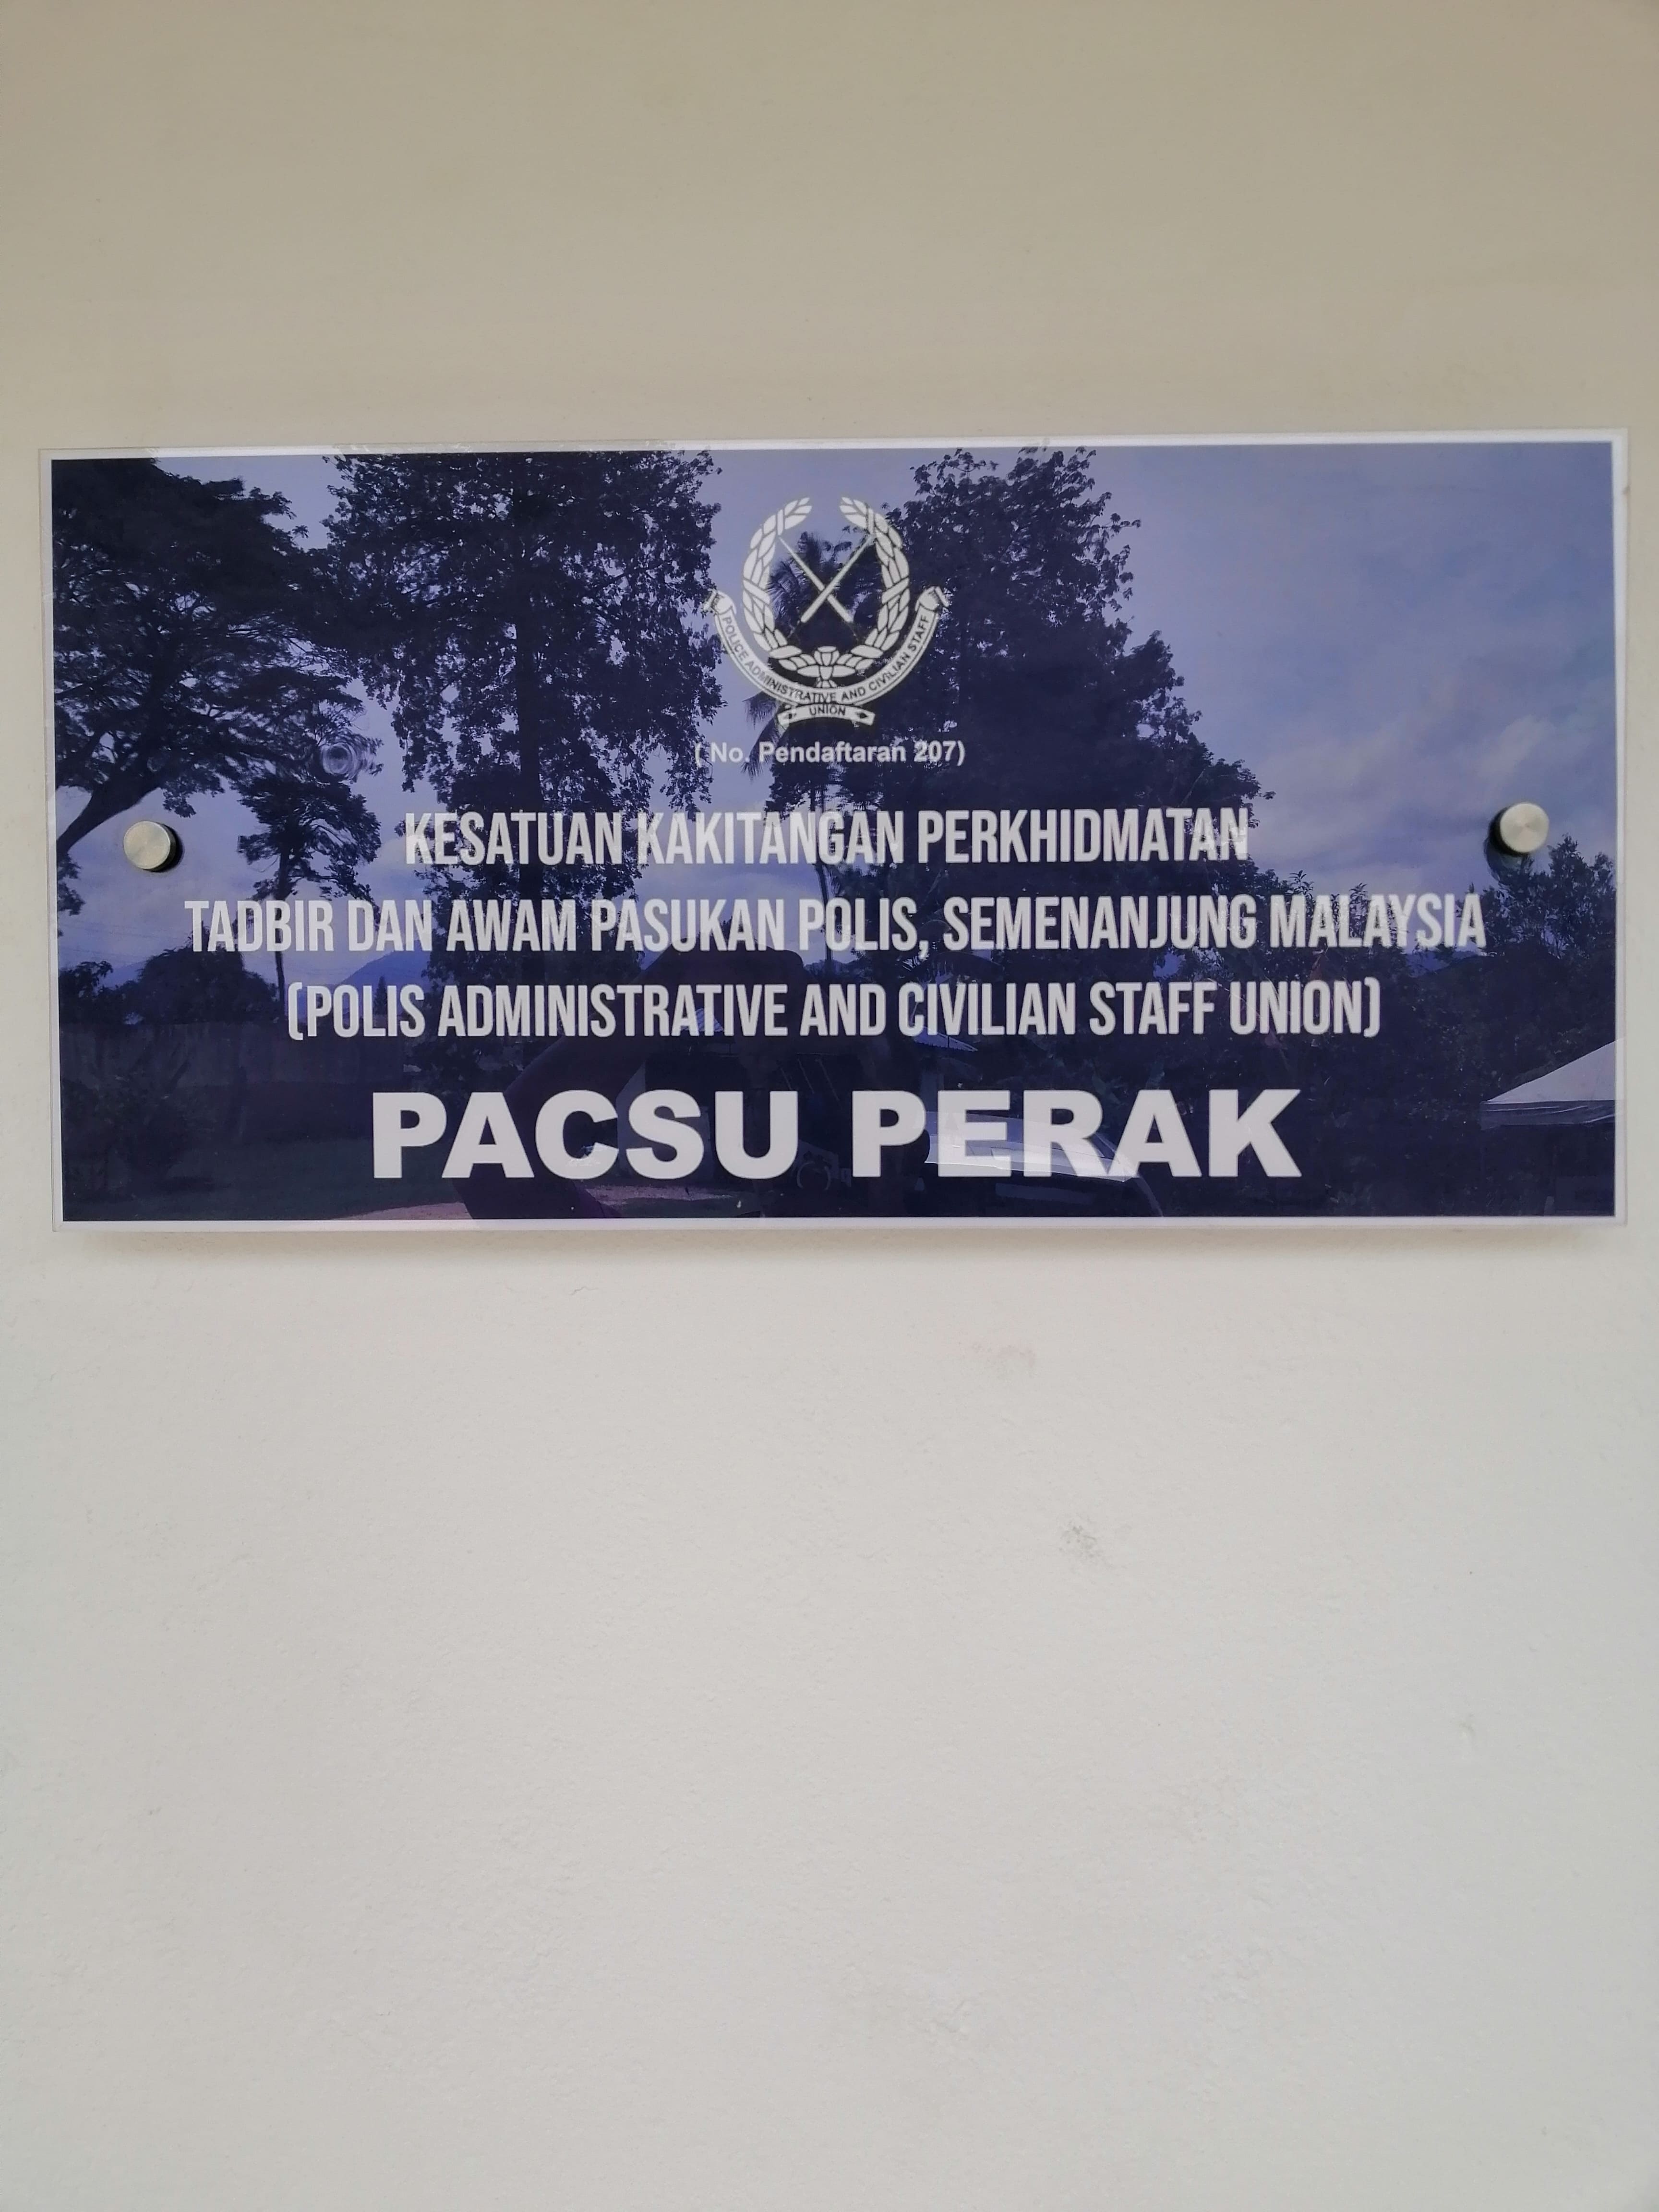 POLICE ADMINISTRATIVE AND CIVILIAN STAFF
UNION
( No. Pendaftaran 207)
KESATUAN KAKITANGAN PERKHIDMATAN
TADBIR DAN AWAM PASUKAN POLIS, SEMENANJUNG MALAYSIA
(POLIS ADMINISTRATIVE AND CIVILIAN STAFF UNION)
PACSU PERAK